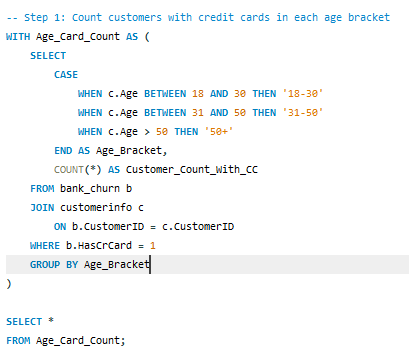 -- Step 1: Count customers with credit cards in each age bracket
WITH Age_Card_Count AS (
    SELECT
        CASE
            WHEN c.Age BETWEEN 18 AND 30 THEN '18-30'
            WHEN c.Age BETWEEN 31 AND 50 THEN '31-50'
            WHEN c.Age > 50 THEN '50+'
        END AS Age_Bracket,
        COUNT(*) AS Customer_Count_With_CC
    FROM bank_churn b
    JOIN customerinfo c
        ON b.CustomerID = c.CustomerID
    WHERE b.HasCrCard = 1
    GROUP BY Age_Bracket
)
SELECT *
FROM Age_Card_Count;